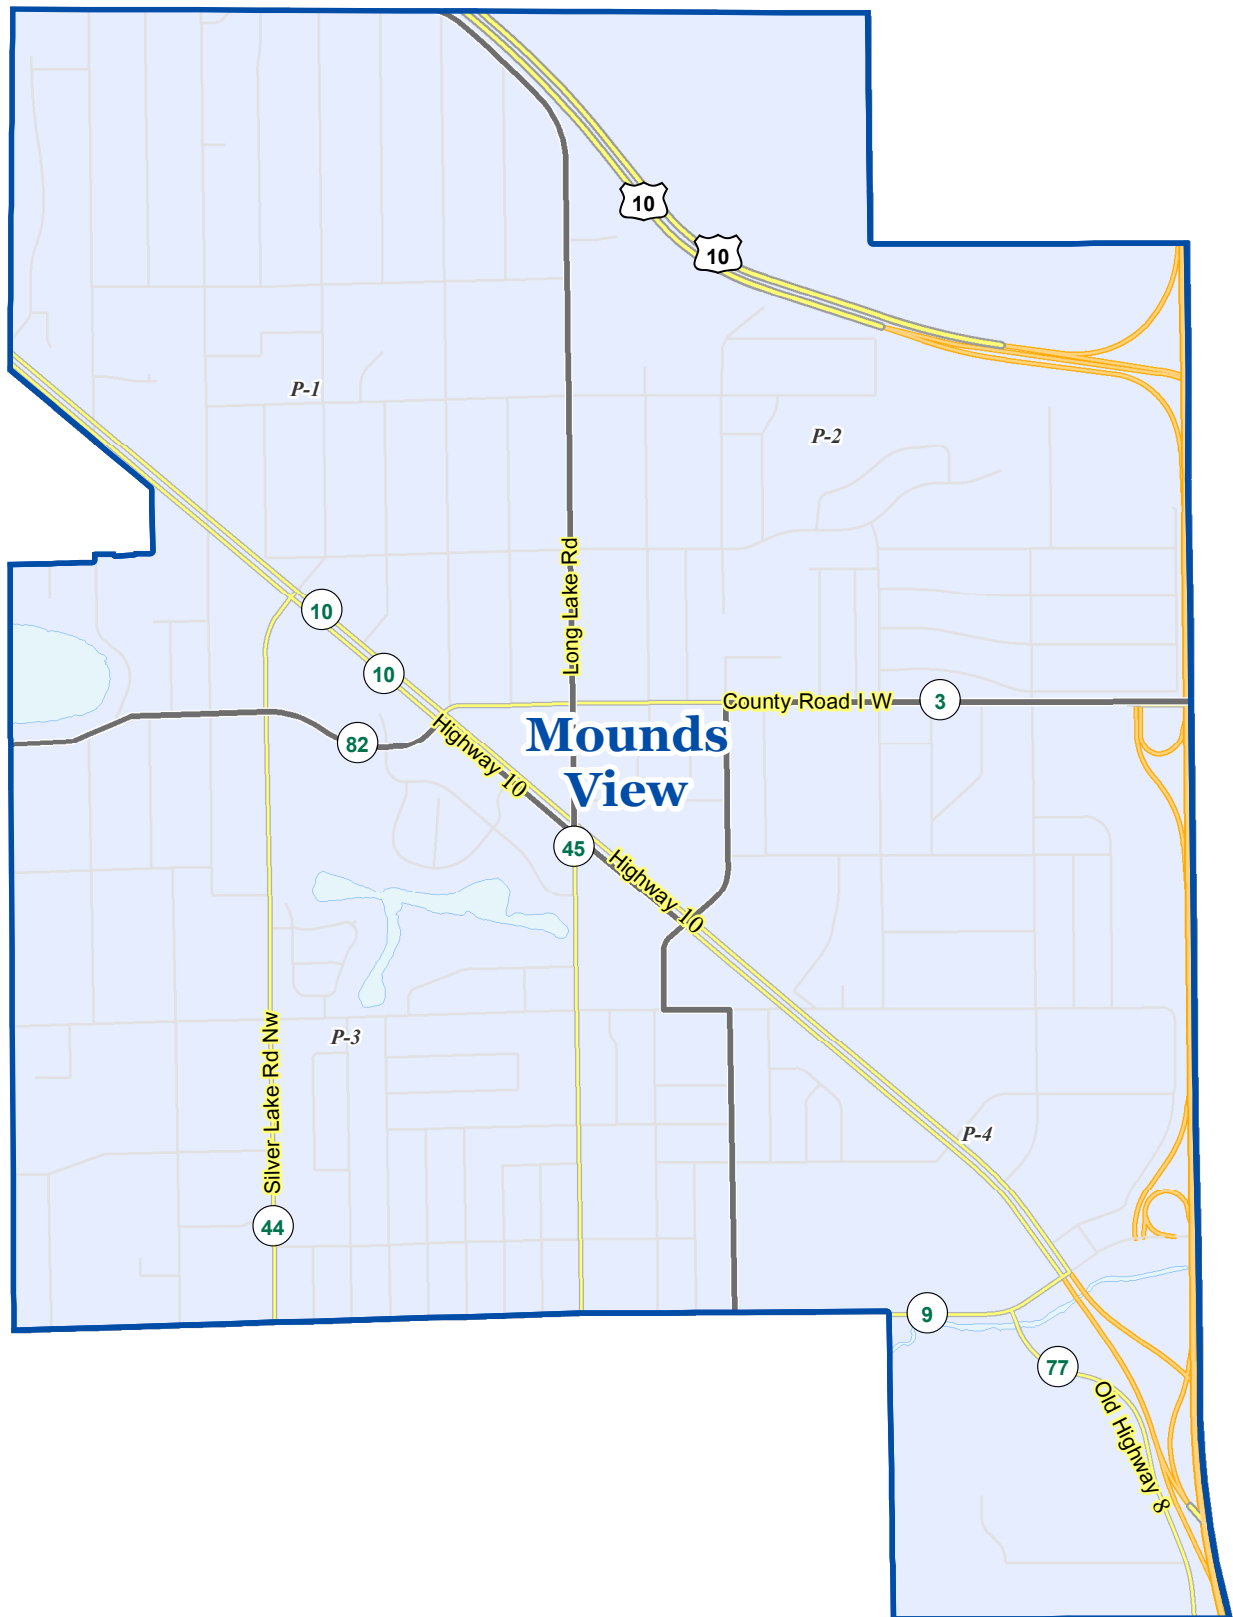 10
10
P-1
P-2
Long Lake Rd
10
10
County Road I W
3
82
Highway 10
Mounds
View
45
Highway 10
P-3
Silver Lake Rd Nw
P-4
44
9
77
Old Highway 8